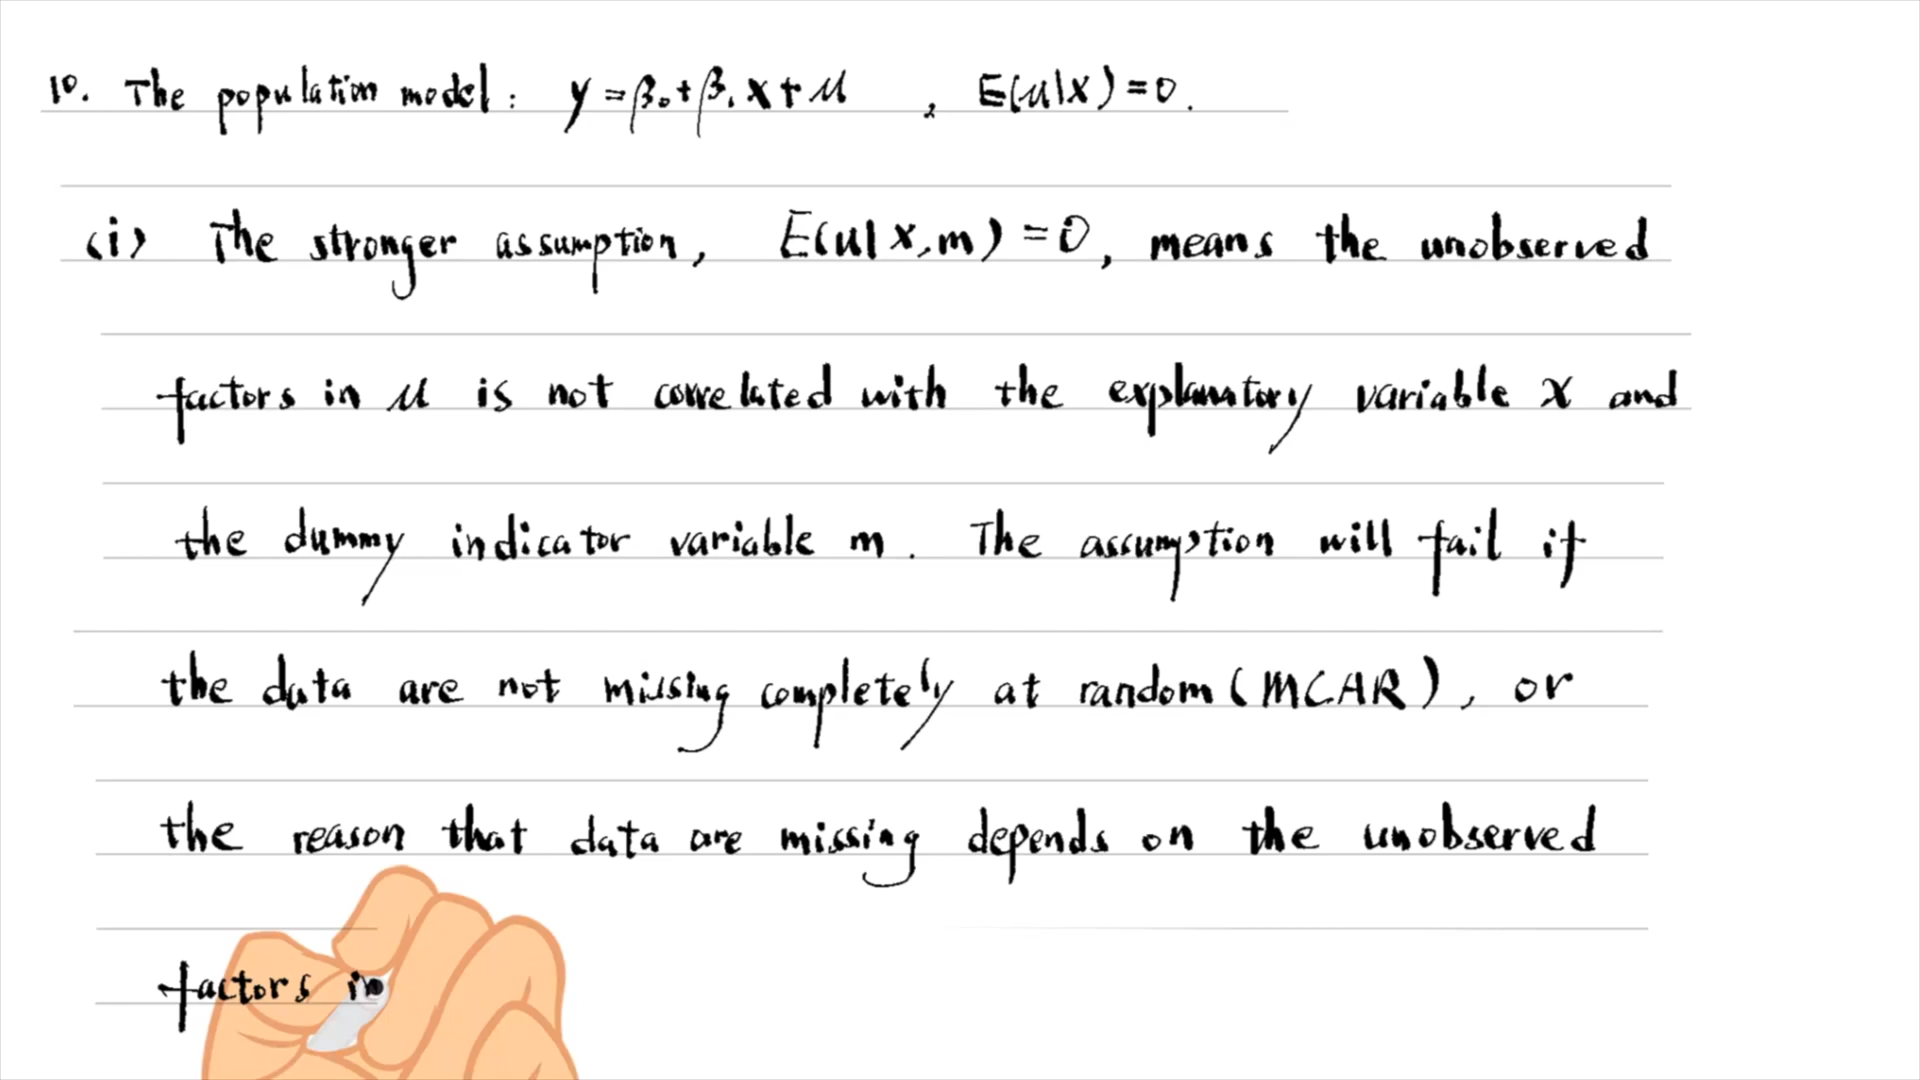 10. The population model: y = β₀ + β₁ x + u , E(u|x) = 0.
(i) The stronger assumption, E(u|x,m) = 0, means the unobserved
factors in u is not correlated with the explanatory variable x and
the dummy indicator variable m. The assumption will fail if
the data are not missing completely at random (MCAR), or
the reason that data are missing depends on the unobserved
factors in